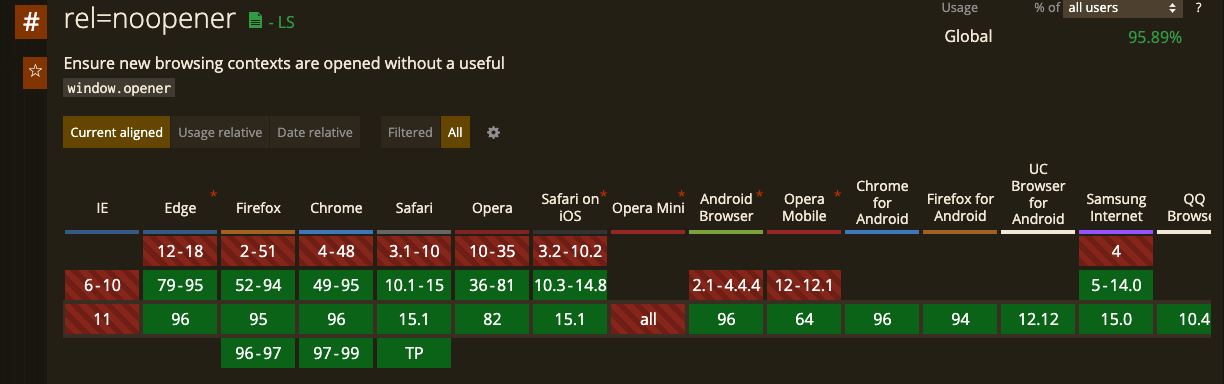 #
rel=noopener - LS
Usage % of all users ?
Global 95.89%
☆
Ensure new browsing contexts are opened without a useful
window.opener
Current aligned Usage relative Date relative Filtered All
IE Edge * Firefox Chrome Safari Opera Safari on iOS * Opera Mini * Android Browser * Opera Mobile * Chrome for Android Firefox for Android UC Browser for Android Samsung Internet QQ
12-18 2-51 4-48 3.1-10 10-35 3.2-10.2 4
6-10 79-95 52-94 49-95 10.1-15 36-81 10.3-14.8 2.1-4.4.4 12-12.1 5-14.0
11 96 95 96 15.1 82 15.1 all 96 64 96 94 12.12 15.0 10.4
96-97 97-99 TP